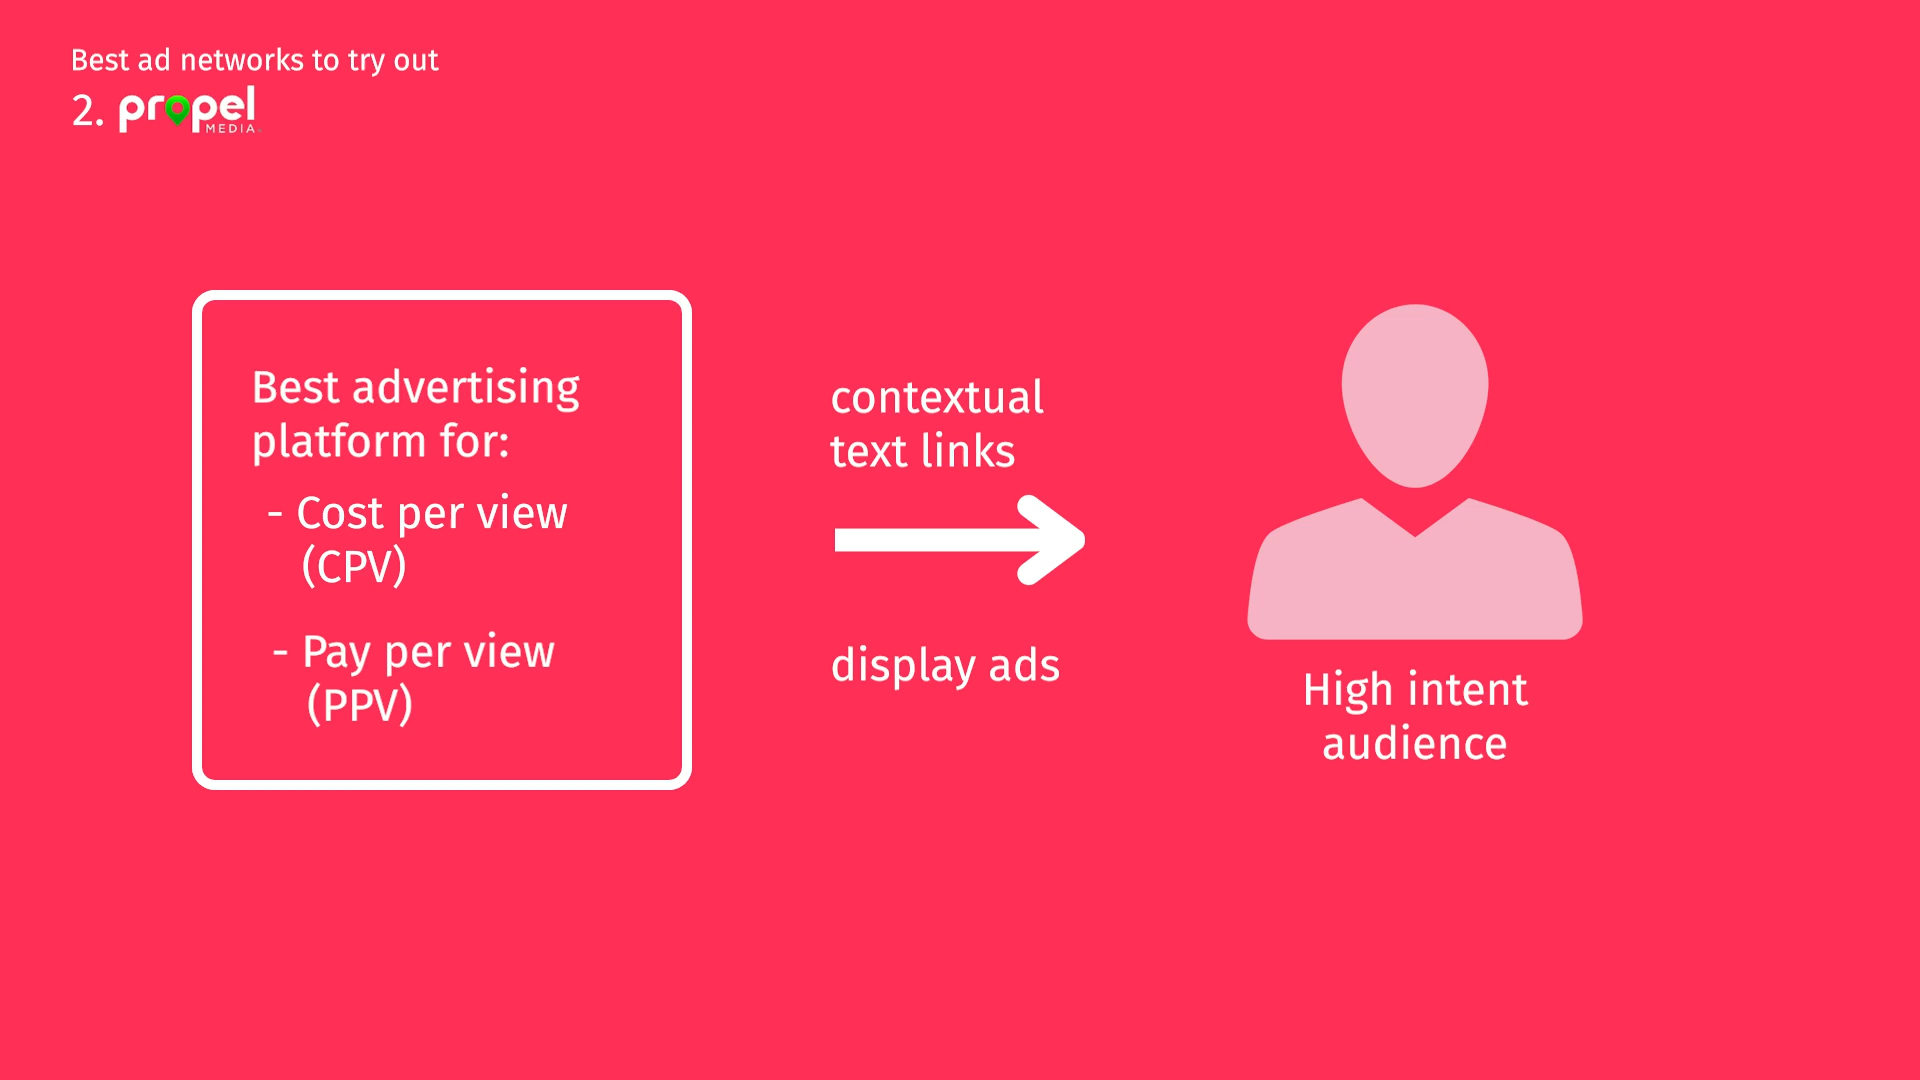 Best ad networks to try out
2. propel
MEDIA
Best advertising
platform for:
- Cost per view
(CPV)
- Pay per view
(PPV)
contextual
text links
display ads
High intent
audience